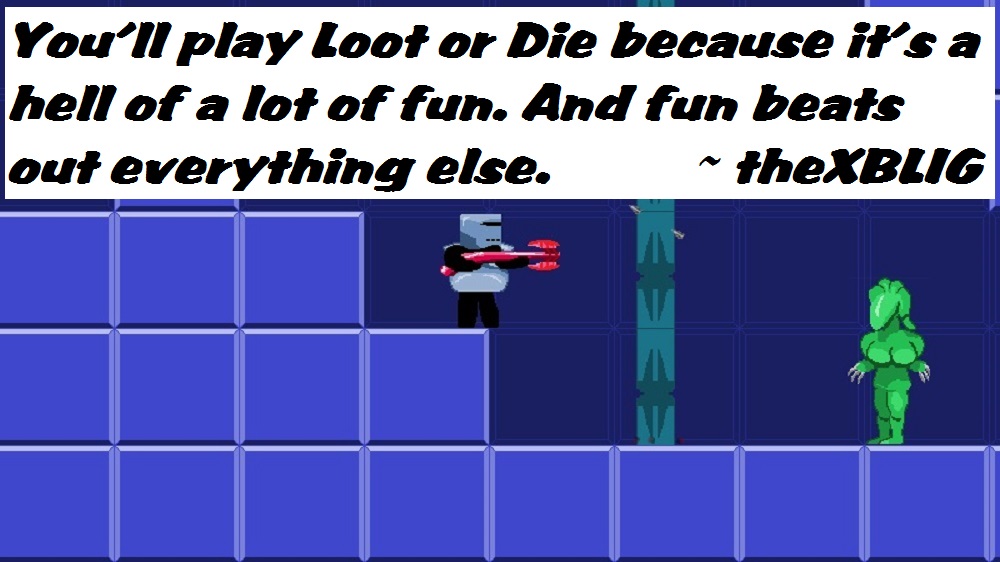 You'll play Loot or Die because it's a
hell of a lot of fun. And fun beats
out everything else. ~ theXBLIG